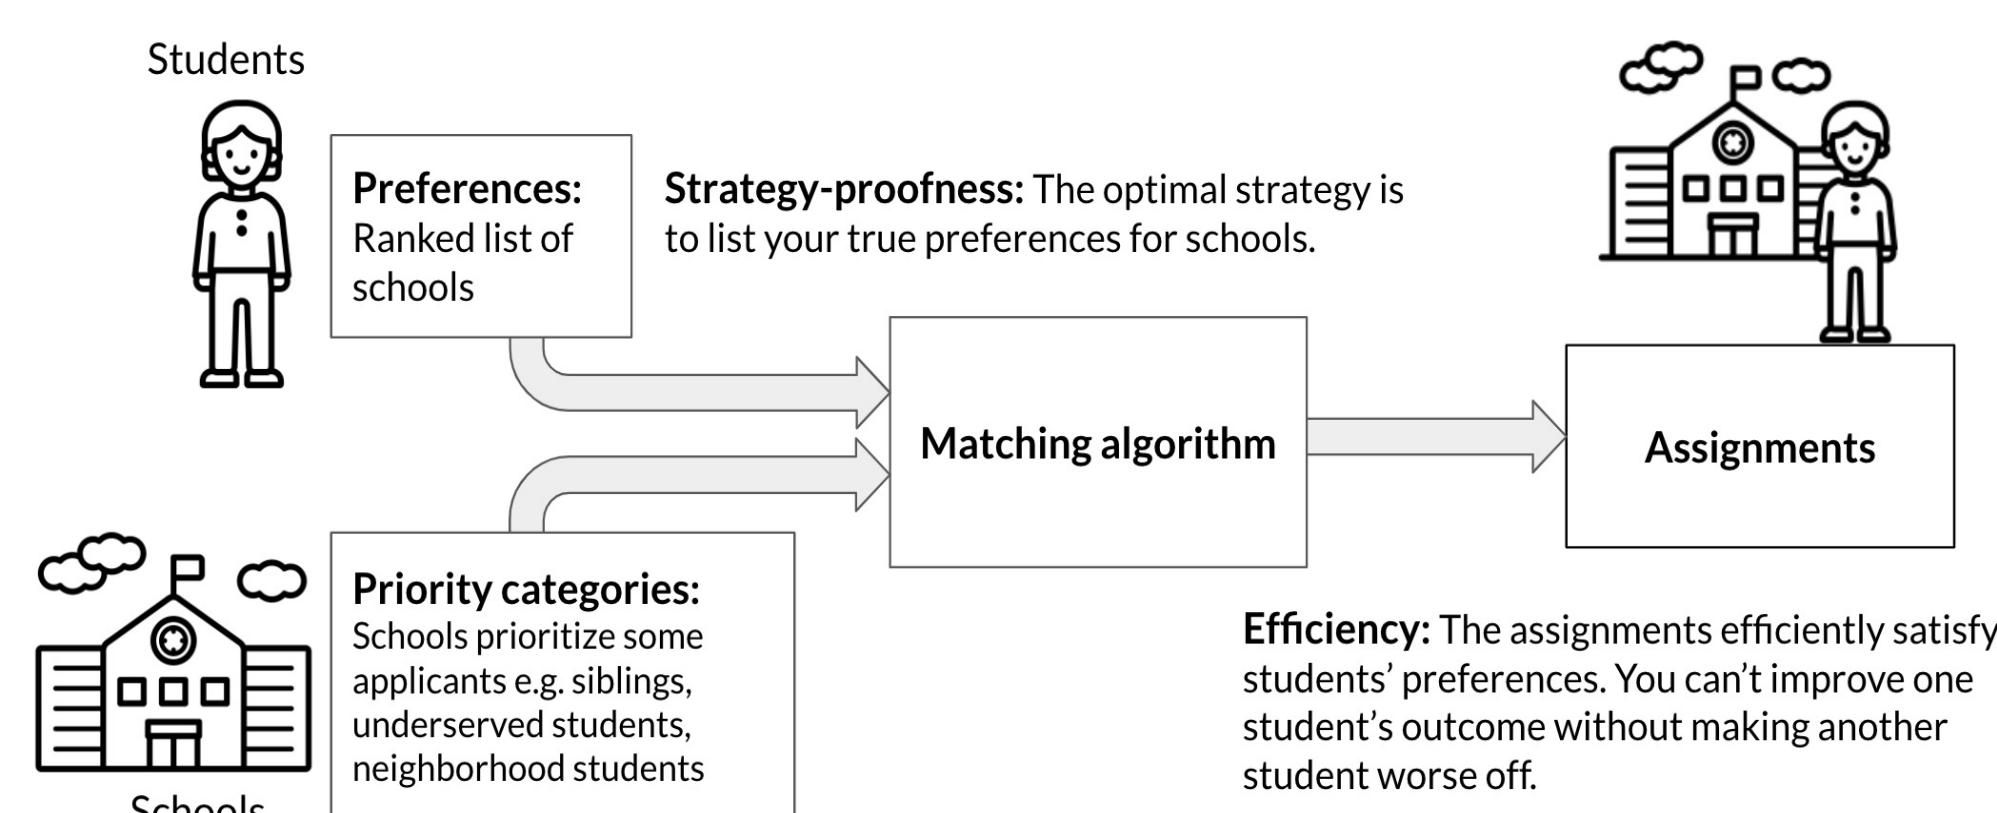 Students
Preferences:
Ranked list of
schools
Strategy-proofness: The optimal strategy is
to list your true preferences for schools.
Matching algorithm
Assignments
Priority categories:
Schools prioritize some
applicants e.g. siblings,
underserved students,
neighborhood students
Schools
Efficiency: The assignments efficiently satisfy
students’ preferences. You can’t improve one
student’s outcome without making another
student worse off.